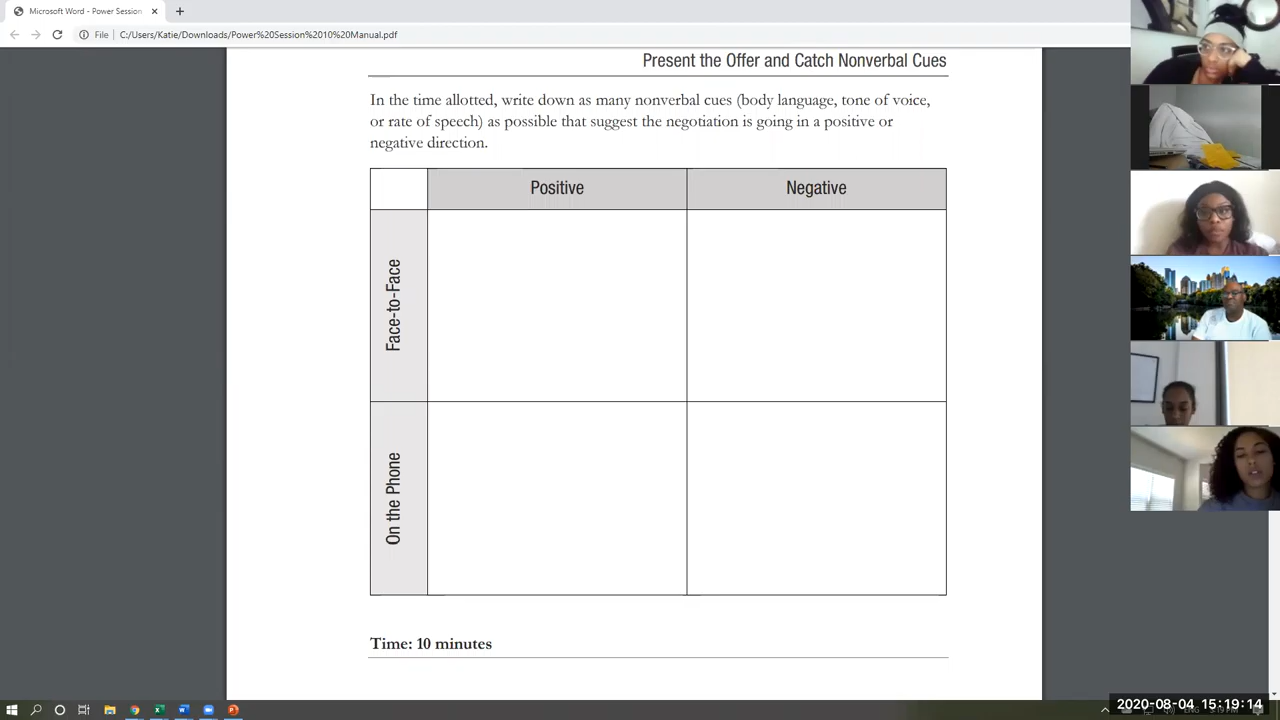 Microsoft Word - Power Session
File
C:/Users/Katie/Downloads/Power%20Session%2010%20Manual.pdf
Present the Offer and Catch Nonverbal Cues
In the time allotted, write down as many nonverbal cues (body language, tone of voice,
or rate of speech) as possible that suggest the negotiation is going in a positive or
negative direction.
Positive
Negative
Face-to-Face
On the Phone
Time: 10 minutes
2020-08-04 15:19:14